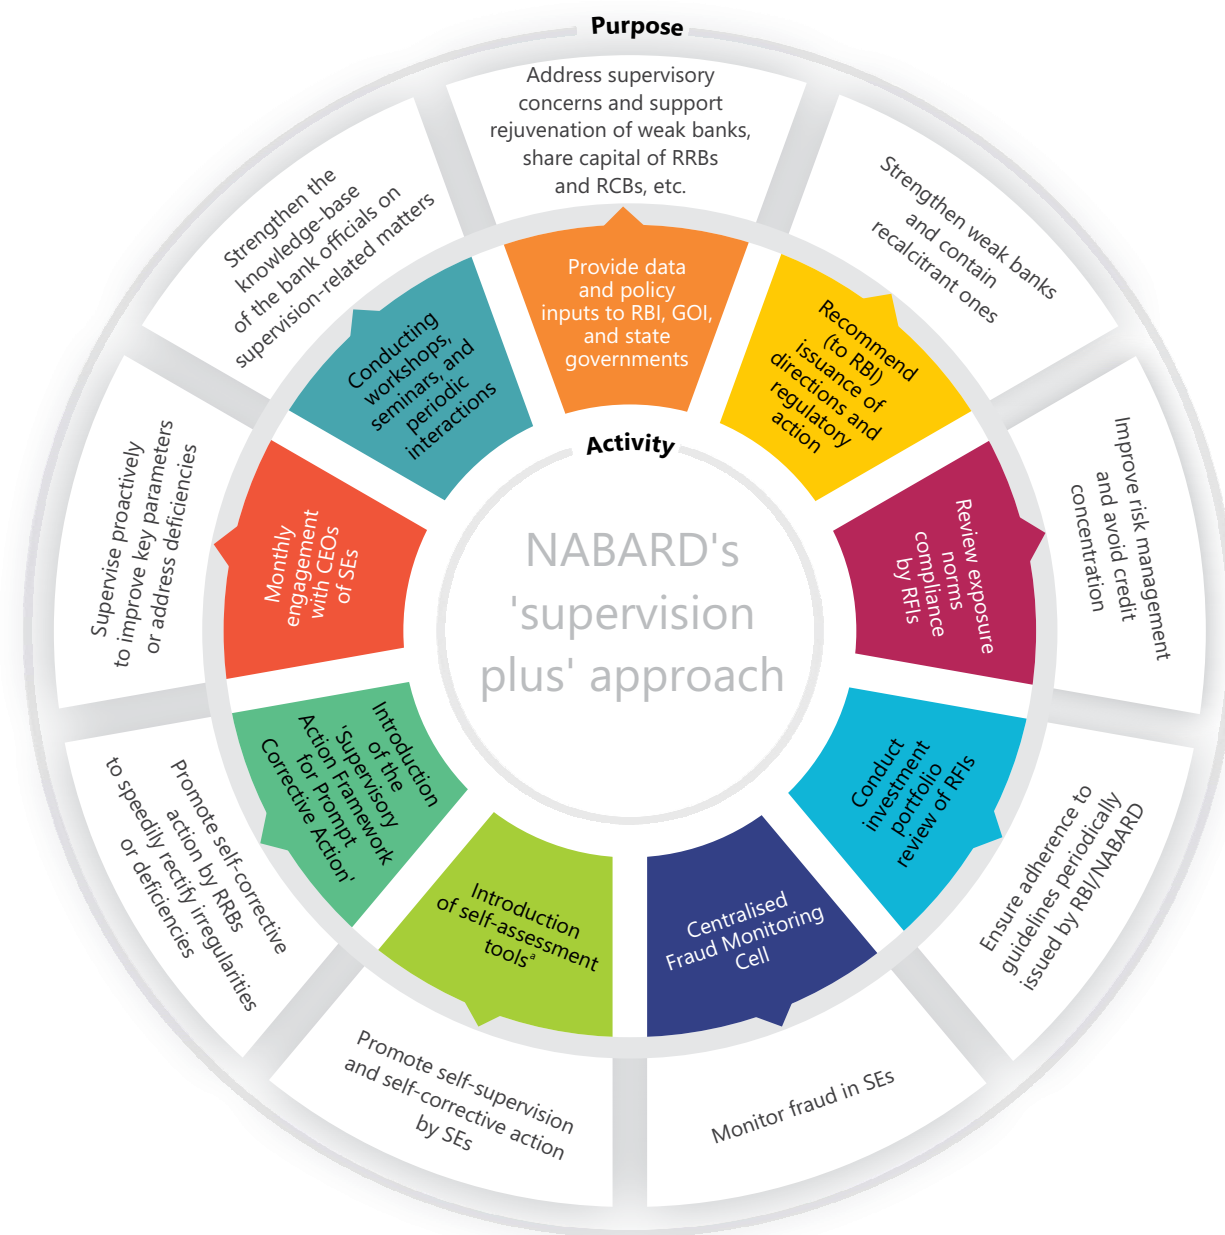 Purpose
Address supervisory
concerns and support
rejuvenation of weak banks,
share capital of RRBs
and RCBs, etc.
Provide data
and policy
inputs to RBI, GOI,
and state
governments
Strengthen weak banks
and contain
recalcitrant ones
Recommend
(to RBI)
issuance of
directions and
regulatory
action
Improve risk management
and avoid credit
concentration
Review exposure
norms
compliance
by RFIs
Ensure adherence to
guidelines periodically
issued by RBI/NABARD
Conduct
investment
portfolio
review of RFIs
Monitor fraud in SEs
Centralised
Fraud Monitoring
Cell
Promote self-supervision
and self-corrective action
by SEs
Introduction
of self-assessment
toolsª
Promote self-corrective
action by RRBs
to speedily rectify irregularities
or deficiencies
Introduction
of the
'Supervisory
Action Framework
for Prompt
Corrective Action'
Supervise proactively
to improve key parameters
or address deficiencies
Monthly
engagement
with CEOs
of SEs
Strengthen the
knowledge-base
of the bank officials on
supervision-related matters
Conducting
workshops,
seminars, and
periodic
interactions
Activity
NABARD's
'supervision
plus' approach